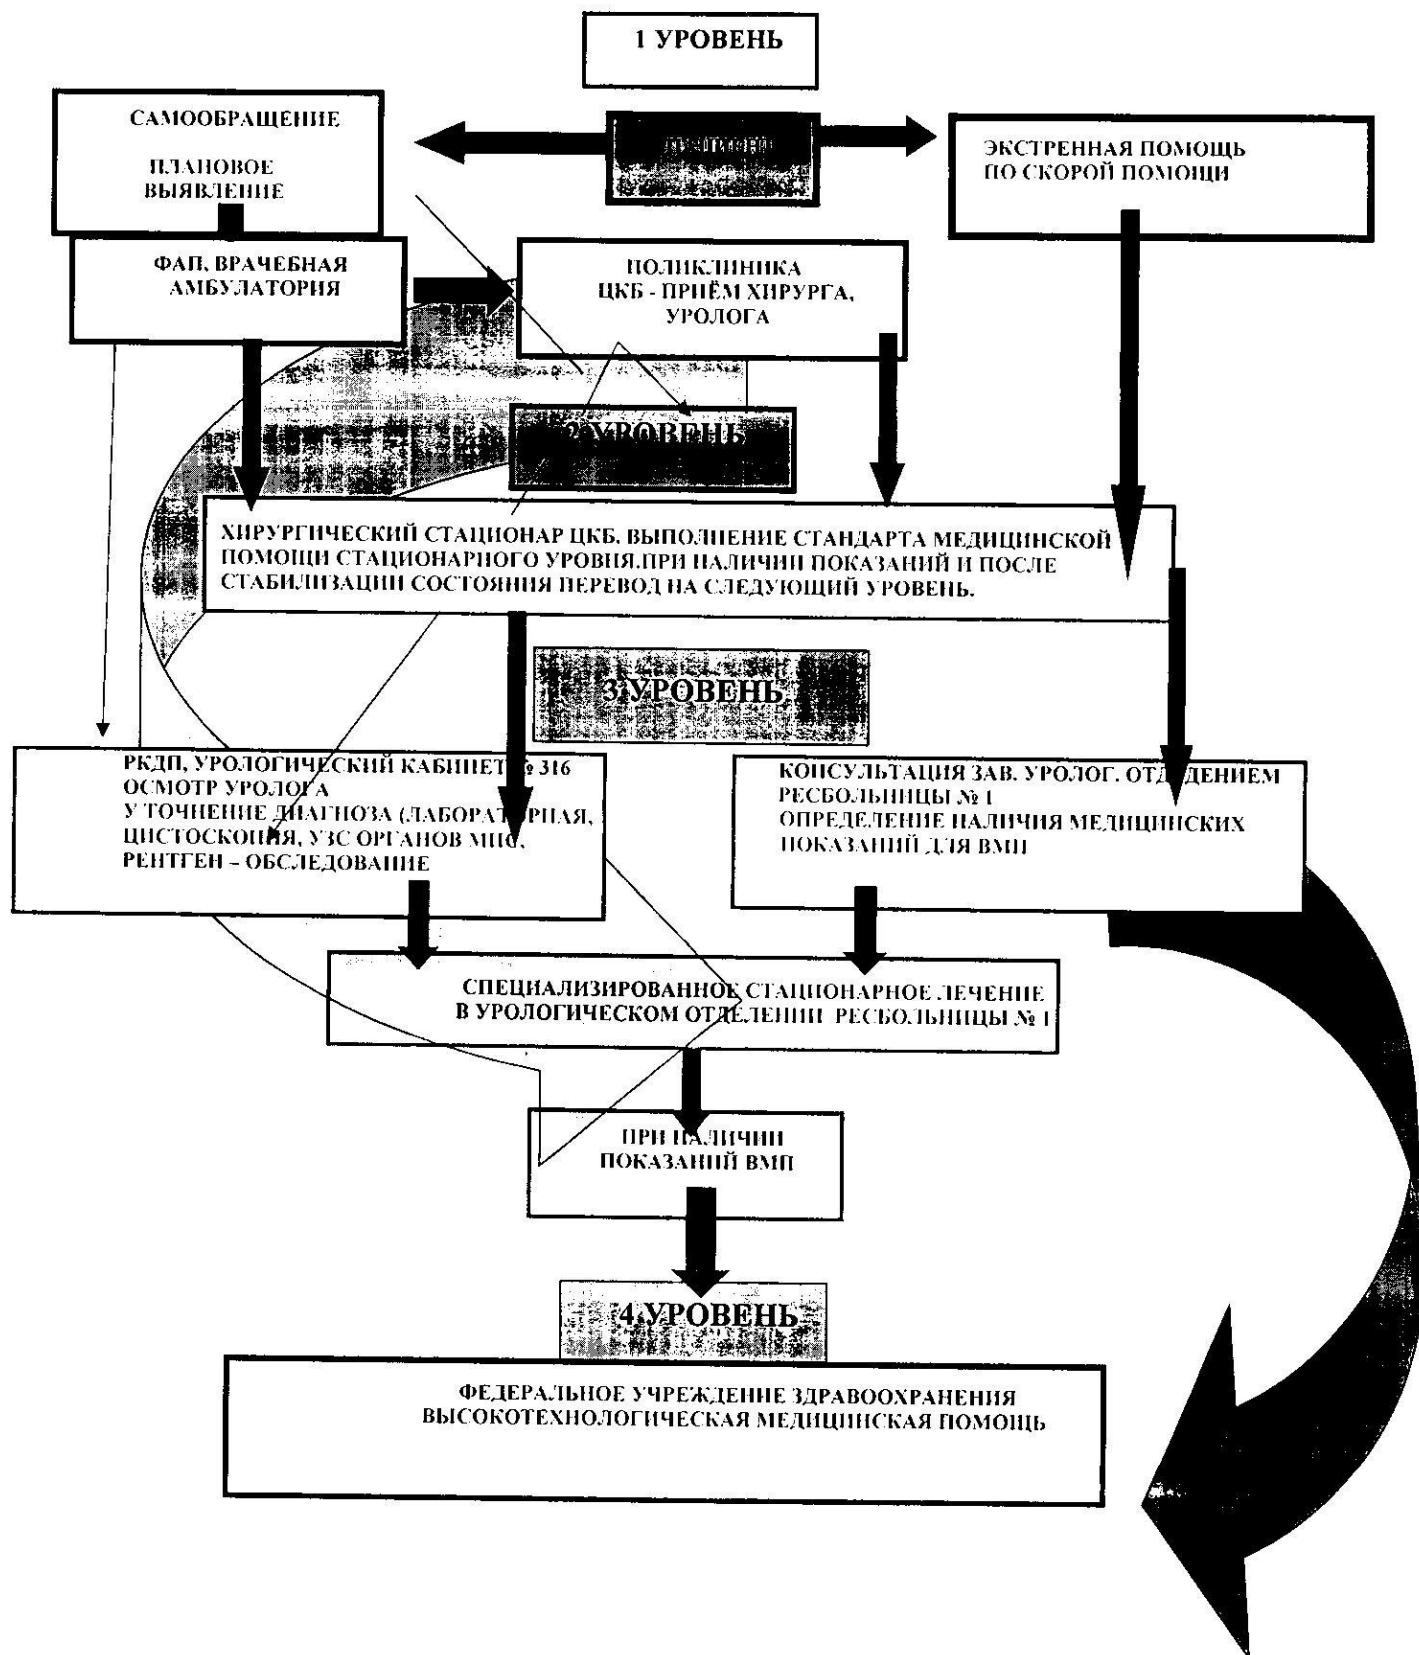 1 УРОВЕНЬ
САМООБРАЩЕНИЕ
ПЛАНОВОЕ
ВЫЯВЛЕНИЕ
ПАЦИЕНТ
ЭКСТРЕННАЯ ПОМОЩЬ
ПО СКОРОЙ ПОМОЩИ
ФАП, ВРАЧЕБНАЯ
АМБУЛАТОРИЯ
ПОЛИКЛИНИКА
ЦКБ - ПРИЁМ ХИРУРГА,
УРОЛОГА
2 УРОВЕНЬ
ХИРУРГИЧЕСКИЙ СТАЦИОНАР ЦКБ. ВЫПОЛНЕНИЕ СТАНДАРТА МЕДИЦИНСКОЙ
ПОМОЩИ СТАЦИОНАРНОГО УРОВНЯ.ПРИ НАЛИЧИИ ПОКАЗАНИЙ И ПОСЛЕ
СТАБИЛИЗАЦИИ СОСТОЯНИЯ ПЕРЕВОД НА СЛЕДУЮЩИЙ УРОВЕНЬ.
3 УРОВЕНЬ
РКДП, УРОЛОГИЧЕСКИЙ КАБИНЕТ № 316
ОСМОТР УРОЛОГА
У ТОЧНЕНИЕ ДИАГНОЗА (ЛАБОРАТОРНАЯ,
ЦИСТОСКОПИЯ, УЗС ОРГАНОВ МПС,
РЕНТГЕН – ОБСЛЕДОВАНИЕ
КОНСУЛЬТАЦИЯ ЗАВ. УРОЛОГ. ОТДЕДЕНИЕМ
РЕСБОЛЬНИЦЫ № 1
ОПРЕДЕЛЕНИЕ НАЛИЧИЯ МЕДИЦИНСКИХ
ПОКАЗАНИЙ ДЛЯ ВМП
СПЕЦИАЛИЗИРОВАННОЕ СТАЦИОНАРНОЕ ЛЕЧЕНИЕ
В УРОЛОГИЧЕСКОМ ОТДЕЛЕНИИ РЕСБОЛЬНИЦЫ № 1
ПРИ НАЛИЧИИ
ПОКАЗАНИЙ ВМП
4 УРОВЕНЬ
ФЕДЕРАЛЬНОЕ УЧРЕЖДЕНИЕ ЗДРАВООХРАНЕНИЯ
ВЫСОКОТЕХНОЛОГИЧЕСКАЯ МЕДИЦИНСКАЯ ПОМОЩЬ